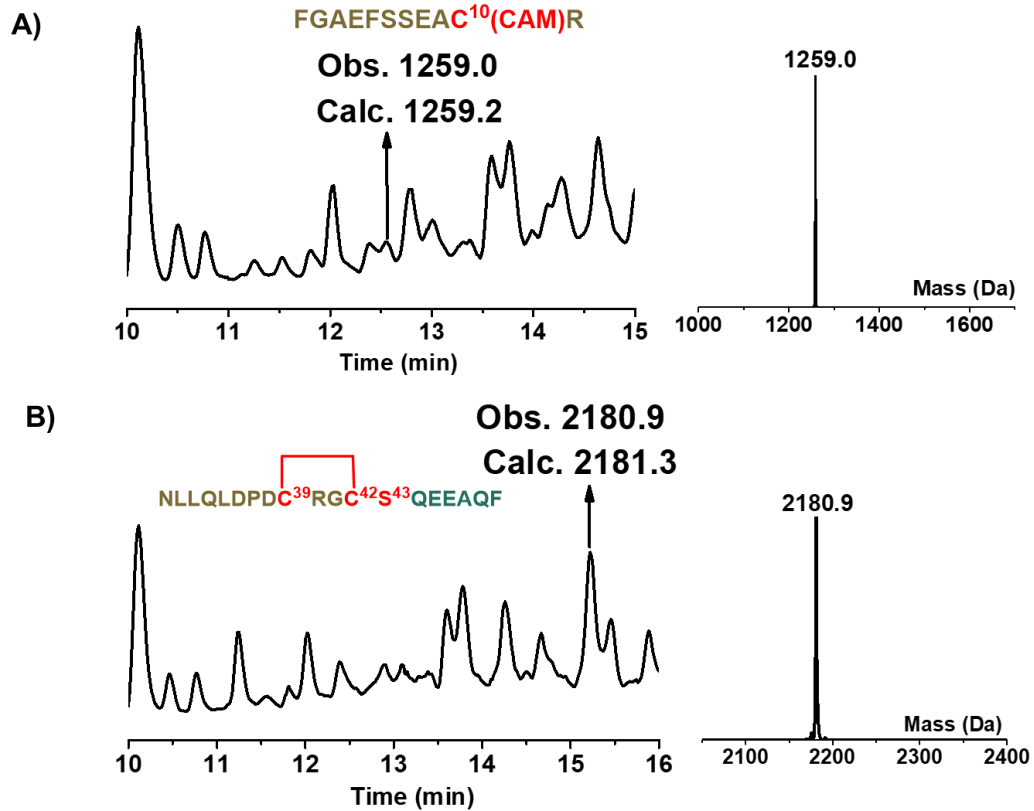 A)
FGAEFSSEAC¹⁰(CAM)R
Obs. 1259.0
Calc. 1259.2
10 11 12 13 14 15
Time (min)
1259.0
Mass (Da)
1000 1200 1400 1600
B)
Obs. 2180.9
Calc. 2181.3
NLLQLDPDC³⁹RGC⁴²S⁴³QEEAQF
10 11 12 13 14 15 16
Time (min)
2180.9
Mass (Da)
2100 2200 2300 2400